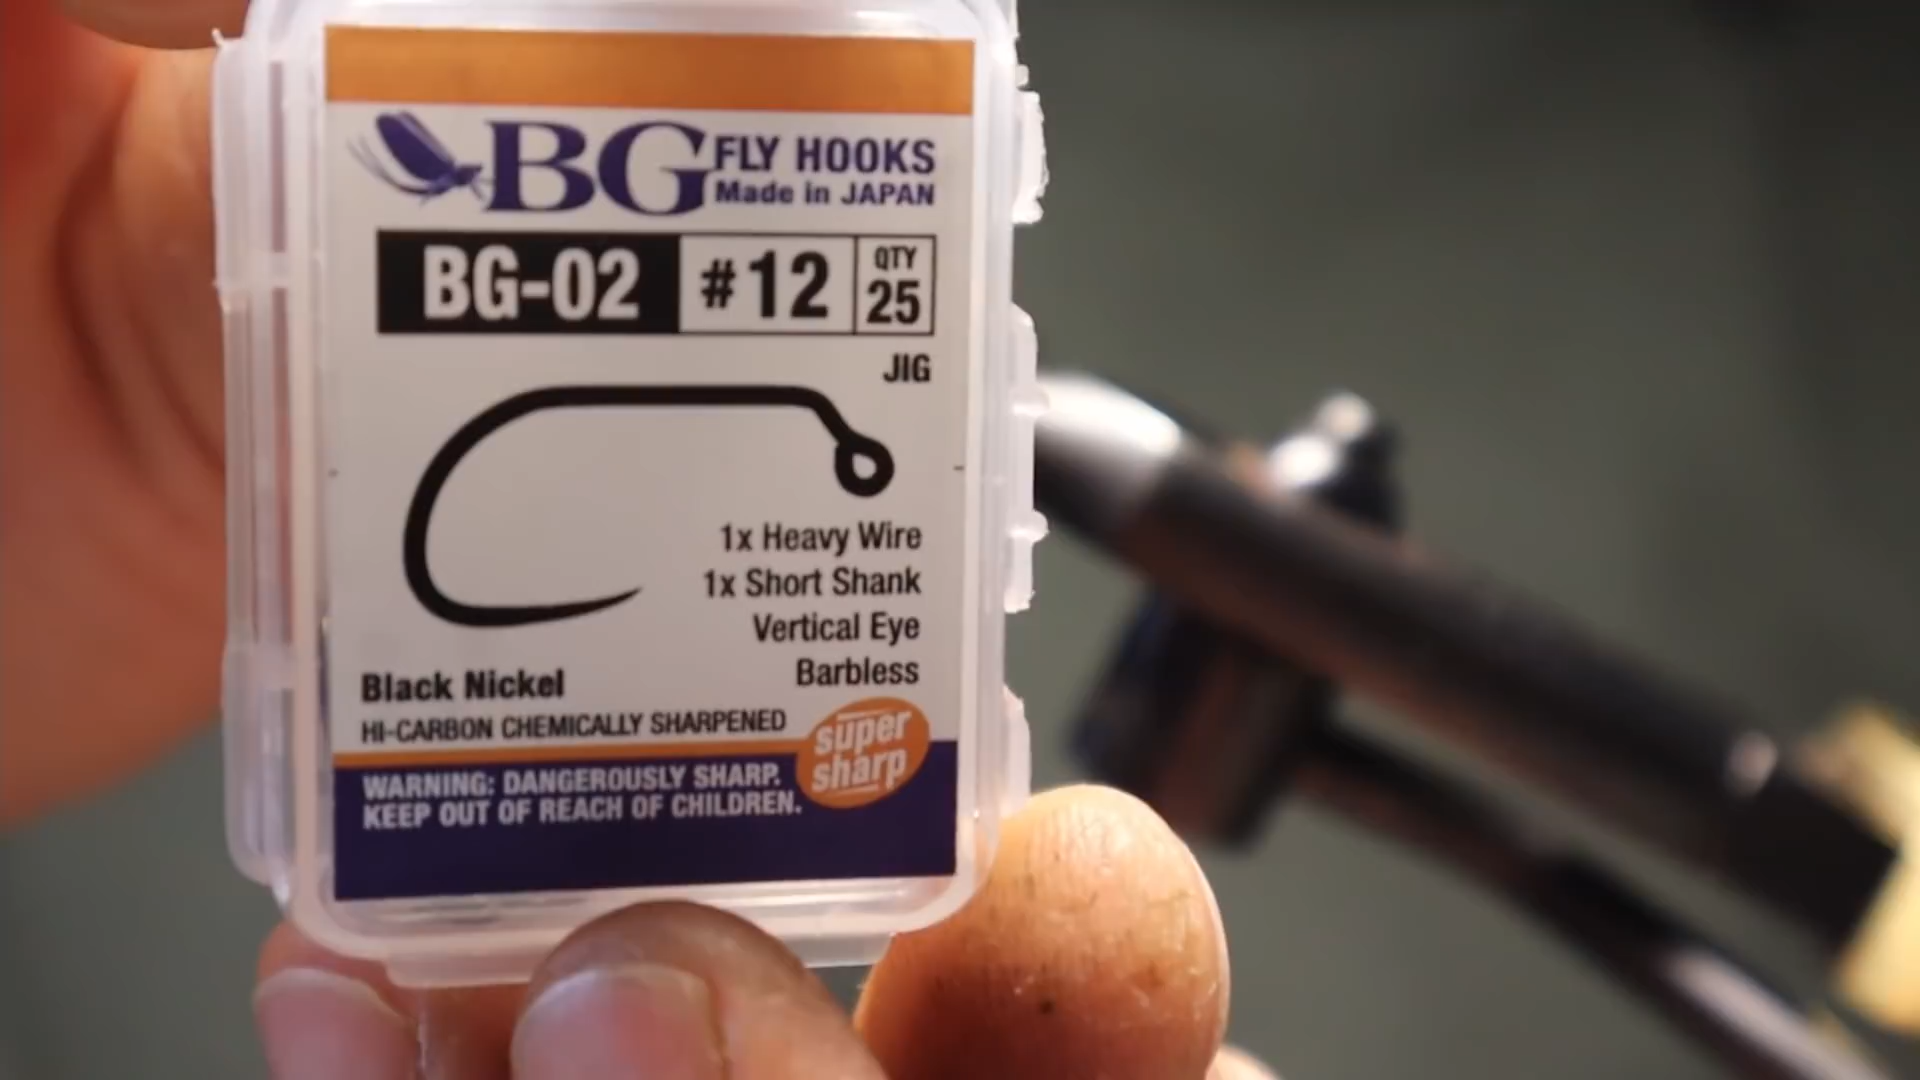 BG FLY HOOKS
Made in JAPAN
BG-02 #12 QTY 25
JIG
1x Heavy Wire
1x Short Shank
Vertical Eye
Barbless
Black Nickel
HI-CARBON CHEMICALLY SHARPENED
super sharp
WARNING: DANGEROUSLY SHARP.
KEEP OUT OF REACH OF CHILDREN.